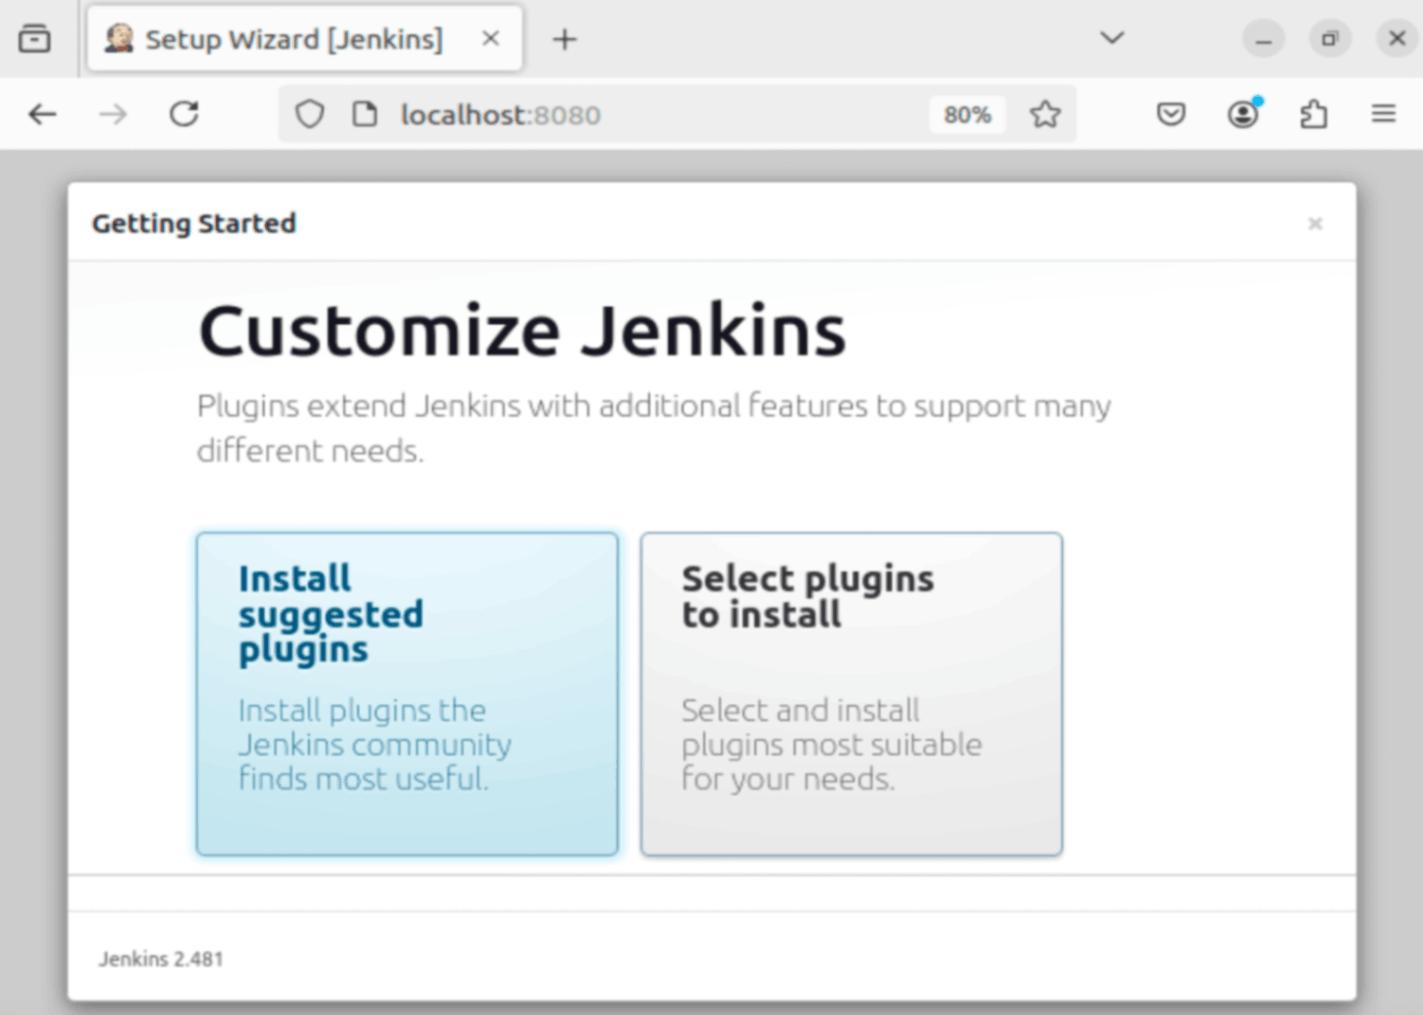 Setup Wizard [Jenkins]
localhost:8080
80%
Getting Started
Customize Jenkins
Plugins extend Jenkins with additional features to support many
different needs.
Install
suggested
plugins
Install plugins the
Jenkins community
finds most useful.
Select plugins
to install
Select and install
plugins most suitable
for your needs.
Jenkins 2.481